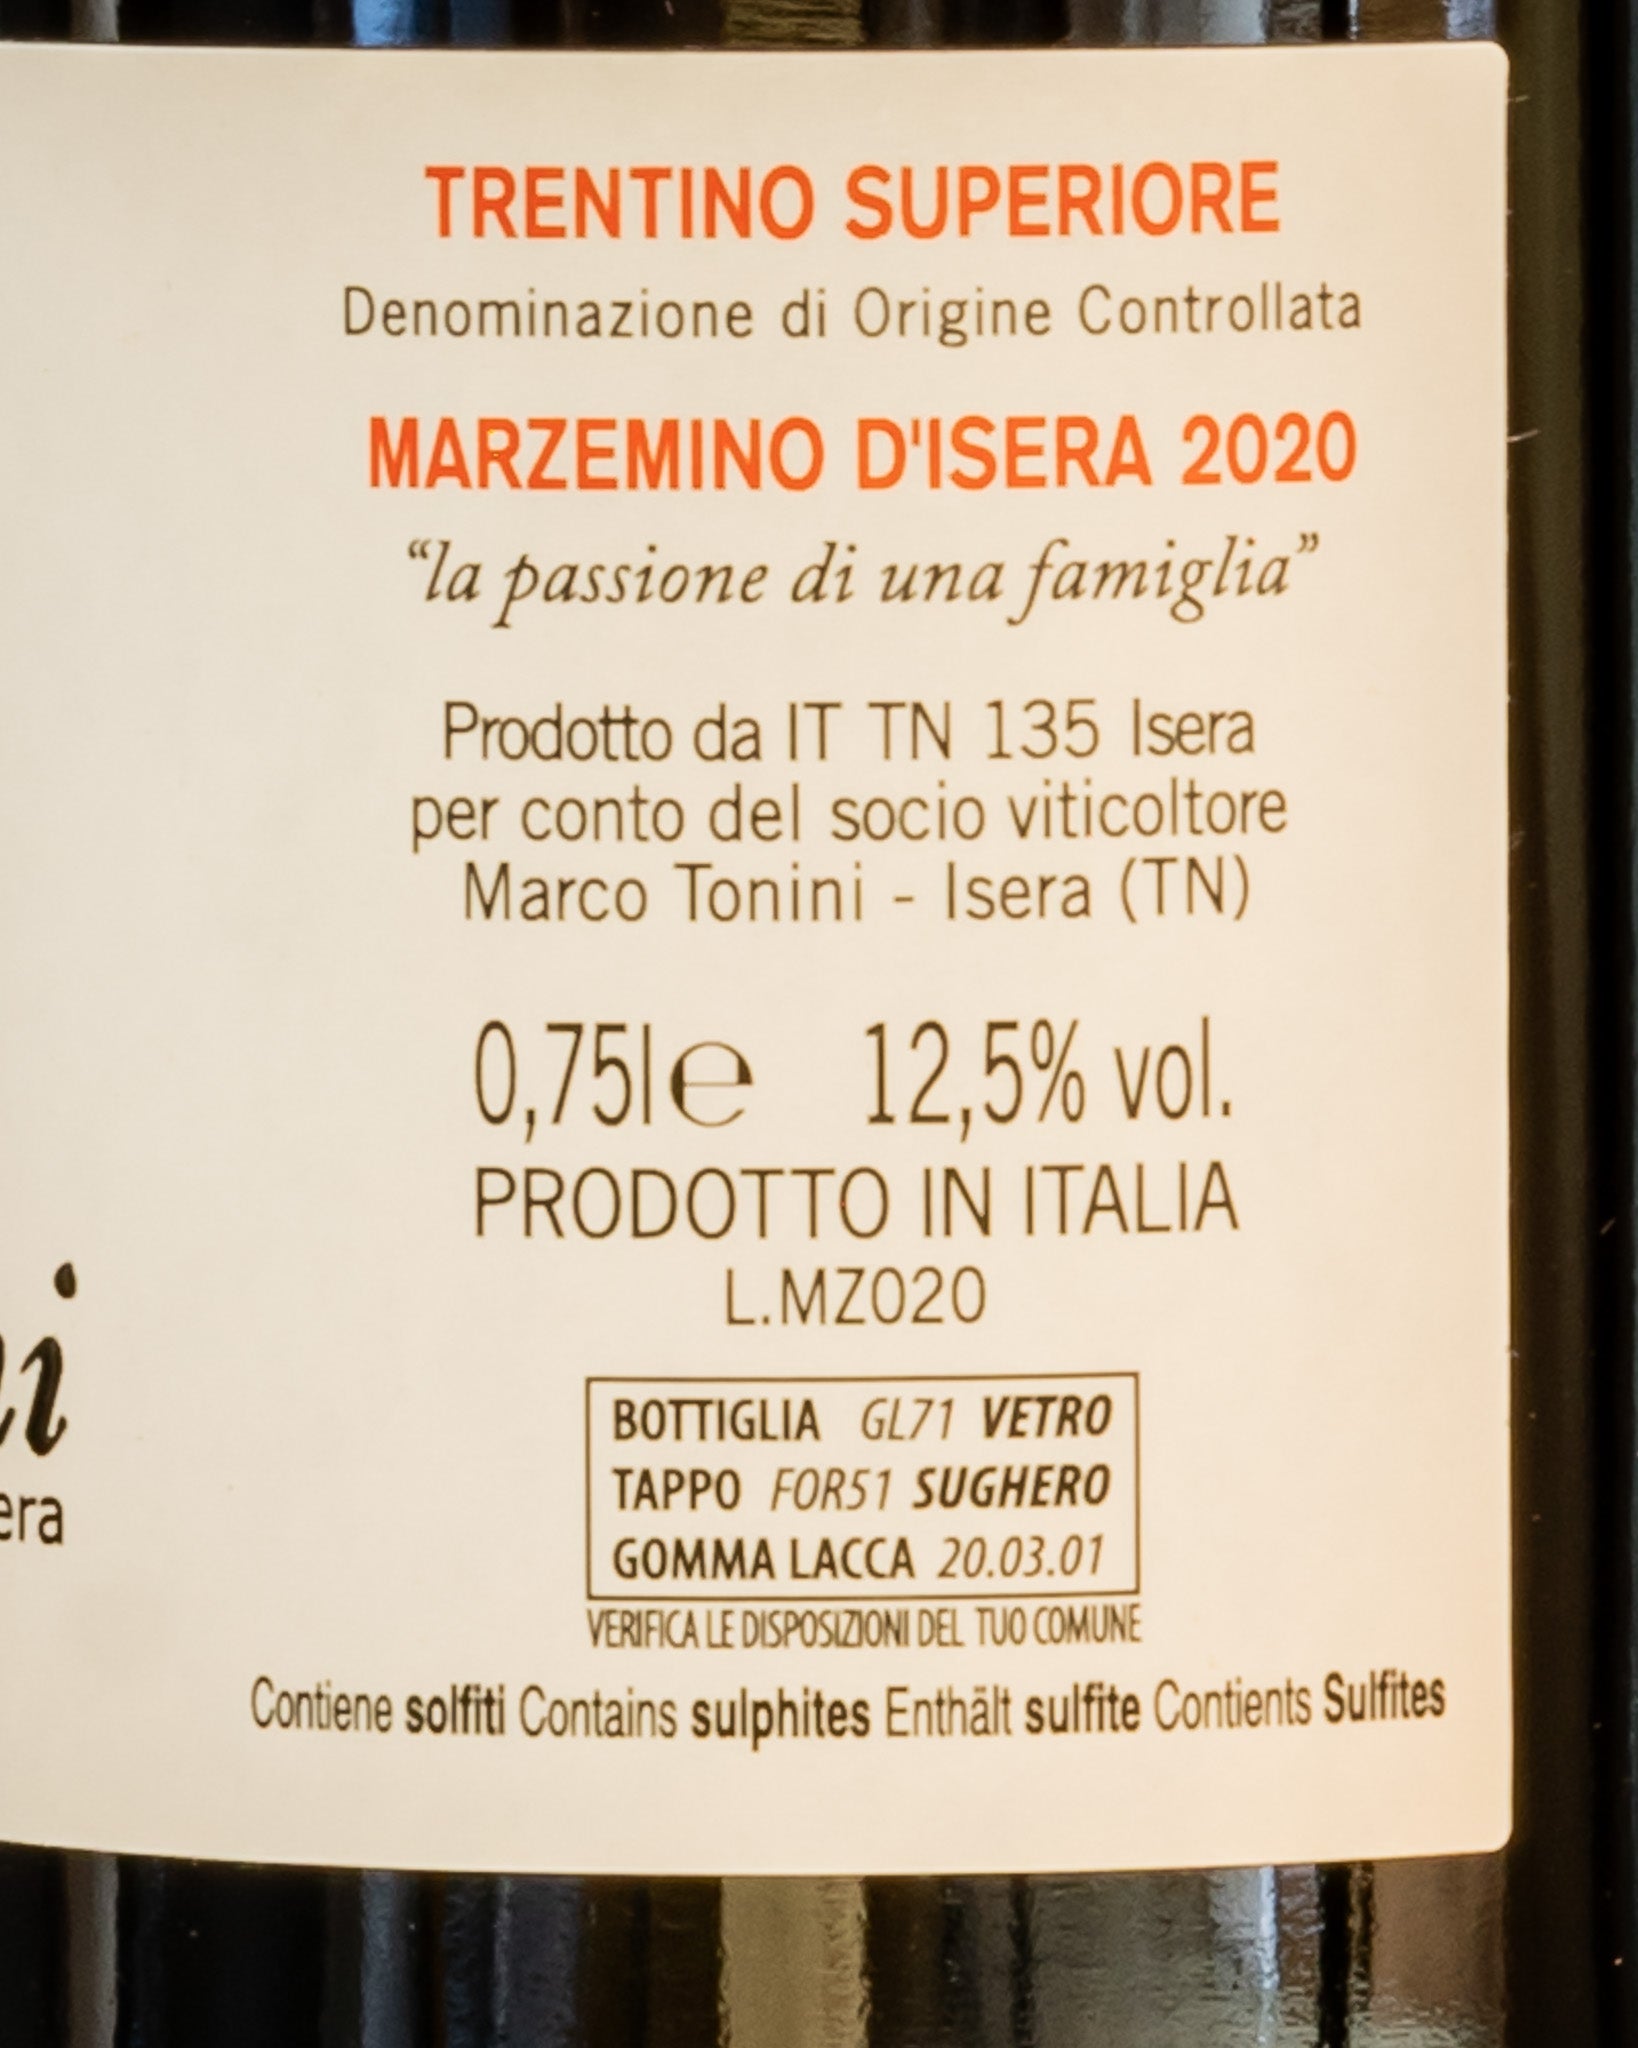 TRENTINO SUPERIORE
Denominazione di Origine Controllata
MARZEMINO D'ISERA 2020
“la passione di una famiglia”
Prodotto da IT TN 135 Isera
per conto del socio viticoltore
Marco Tonini - Isera (TN)
0,75l e 12,5% vol.
PRODOTTO IN ITALIA
L.MZ020
BOTTIGLIA GL71 VETRO
TAPPO FOR51 SUGHERO
GOMMA LACCA 20.03.01
VERIFICA LE DISPOSIZIONI DEL TUO COMUNE
Contiene solfiti Contains sulphites Enthält sulfite Contients Sulfites